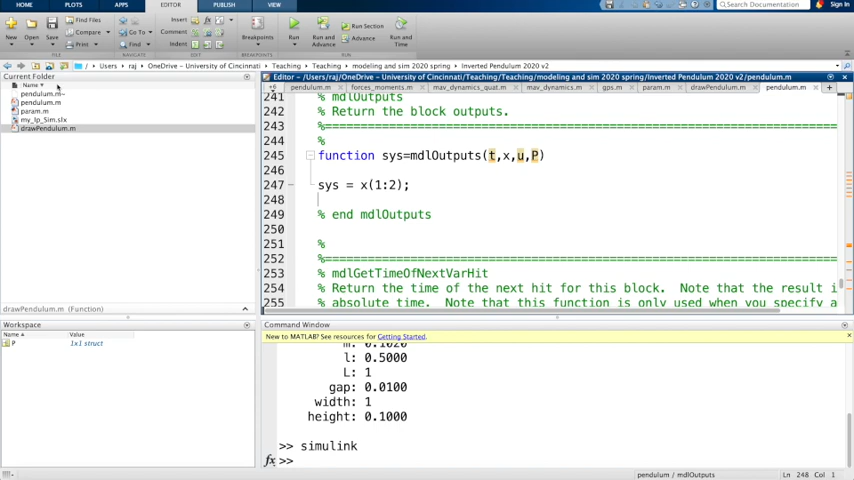 HOME
PLOTS
APPS
EDITOR
PUBLISH
VIEW
Search Documentation
Sign In
New
Open
Save
Find Files
Compare
Print
FILE
Go To
Find
NAVIGATE
Insert
Comment
Indent
EDIT
Breakpoints
BREAKPOINTS
Run
Run and Advance
Run Section
Advance
Run and Time
RUN
/ ▸ Users ▸ raj ▸ OneDrive - University of Cincinnati ▸ Teaching ▸ Teaching ▸ modeling and sim 2020 spring ▸ Inverted Pendulum 2020 v2 ▸
Current Folder
Name
pendulum.m~
pendulum.m
param.m
my_Ip_Sim.slx
drawPendulum.m
drawPendulum.m (Function)
Workspace
Name
Value
P
1x1 struct
Editor - /Users/raj/OneDrive - University of Cincinnati/Teaching/Teaching/modeling and sim 2020 spring/Inverted Pendulum 2020 v2/pendulum.m
pendulum.m
forces_moments.m
mav_dynamics_quat.m
mav_dynamics.m
gps.m
param.m
drawPendulum.m
pendulum.m
241 % mdlOutputs
242 % Return the block outputs.
243 %=====================================================================
244 %
245 function sys=mdlOutputs(t,x,u,P)
246
247 sys = x(1:2);
248
249 % end mdlOutputs
250
251 %
252 %=====================================================================
253 % mdlGetTimeOfNextVarHit
254 % Return the time of the next hit for this block.  Note that the result i
255 % absolute time.  Note that this function is only used when you specify a
Command Window
New to MATLAB? See resources for Getting Started.
m: 0.1020
l: 0.5000
L: 1
gap: 0.0100
width: 1
height: 0.1000
>> simulink
fx >>
pendulum / mdlOutputs
Ln 248 Col 1